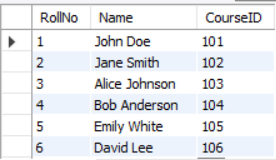 RollNo Name CourseID
1 John Doe 101
2 Jane Smith 102
3 Alice Johnson 103
4 Bob Anderson 104
5 Emily White 105
6 David Lee 106